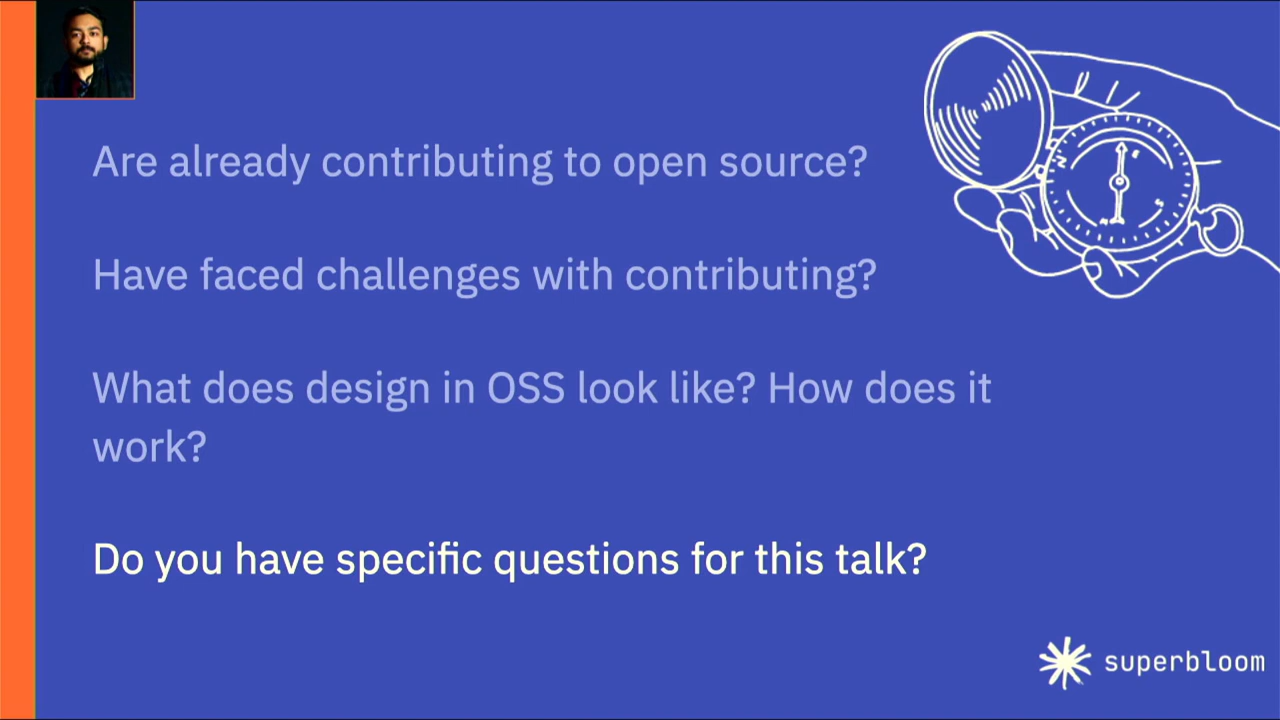 Are already contributing to open source?
Have faced challenges with contributing?
What does design in OSS look like? How does it
work?
Do you have specific questions for this talk?
superbloom